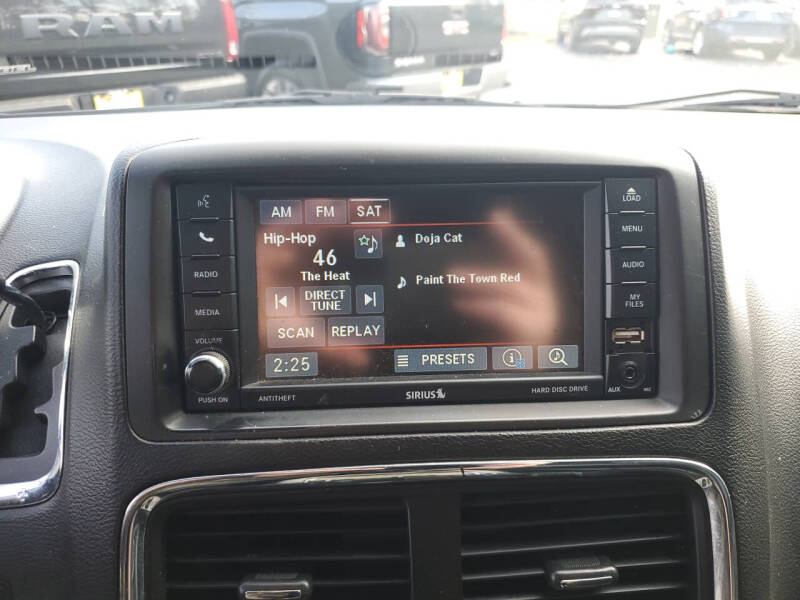 RAM
GMC
AM FM SAT
Hip-Hop
46
The Heat
DIRECT
TUNE
SCAN REPLAY
2:25
Doja Cat
Paint The Town Red
PRESETS
RADIO
MEDIA
VOLUME
PUSH ON
ANTITHEFT
SIRIUS
HARD DISC DRIVE
LOAD
MENU
AUDIO
MY
FILES
AUX